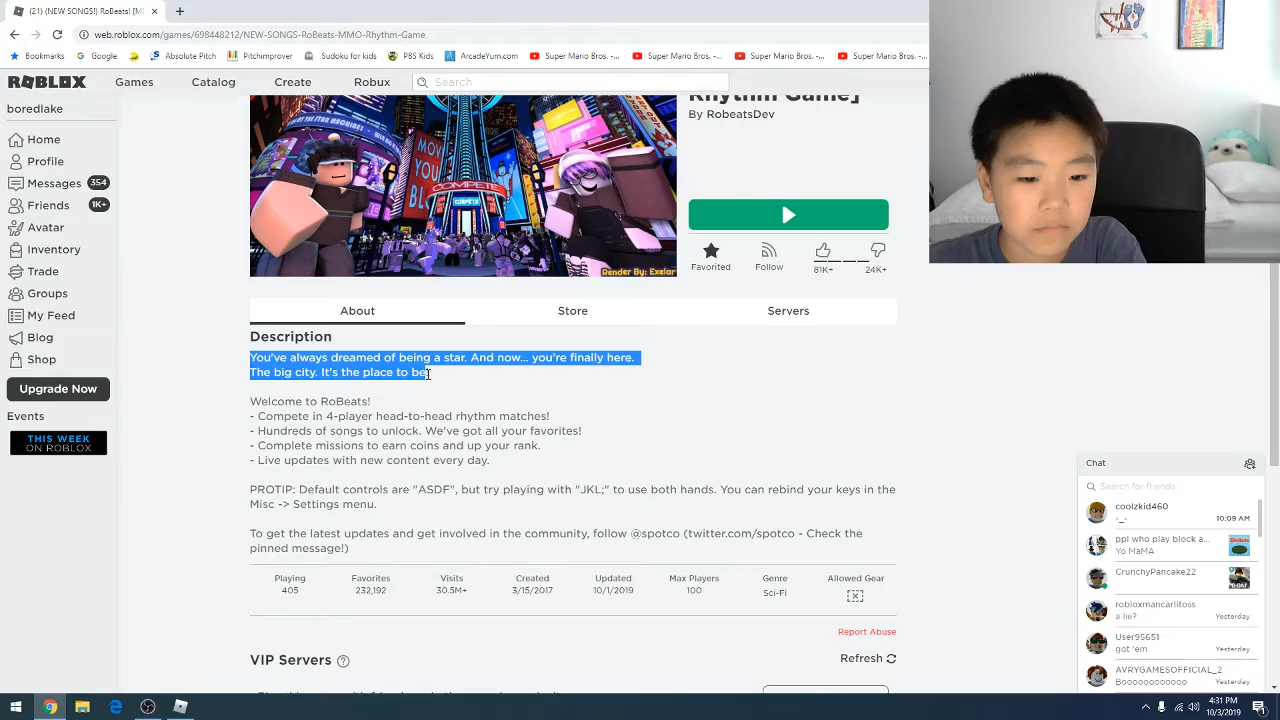 (21) (NEW SONGS!) RoBeats! [M
web.roblox.com/games/698448212/NEW-SONGS-RoBeats-MMO-Rhythm-Game
Bookmarks
Google
Absolute Pitch
Pitchimprover
Sudoku for kids
PBS Kids
ArcadeYum.com
Super Mario Bros. -...
Super Mario Bros. -...
Super Mario Bros. -...
Super Mario Bros. -...
ROBLOX
Games
Catalog
Create
Robux
Search
boredlake
Home
Profile
Messages 354
Friends 1K+
Avatar
Inventory
Trade
Groups
My Feed
Blog
Shop
Upgrade Now
Events
THIS WEEK
ON ROBLOX
MOVE
YOU
BL
COMPETE
COMPETE
Render By: Exelar
Rhythm Game]
By RobeatsDev
Favorited
Follow
81K+
24K+
About
Store
Servers
Description
You've always dreamed of being a star. And now... you're finally here.
The big city. It's the place to be.
Welcome to RoBeats!
- Compete in 4-player head-to-head rhythm matches!
- Hundreds of songs to unlock. We've got all your favorites!
- Complete missions to earn coins and up your rank.
- Live updates with new content every day.
PROTIP: Default controls are "ASDF", but try playing with "JKL;" to use both hands. You can rebind your keys in the
Misc -> Settings menu.
To get the latest updates and get involved in the community, follow @spotco (twitter.com/spotco - Check the
pinned message!)
Playing
Favorites
Visits
Created
Updated
Max Players
Genre
Allowed Gear
405
232,192
30.5M+
3/15/2017
10/1/2019
100
Sci-Fi
Report Abuse
VIP Servers
Refresh
Chat
Search for friends
coolzkid460
-_-
10:09 AM
ppl who play block a...
Yo MaMA
CrunchyPancake22
robloxmancarlitoss
a lie?
Yesterday
User95651
got 'em
Yesterday
AVRYGAMESOFFICIAL_2
Booooooooooo
Yesterday
4:31 PM
10/3/2019